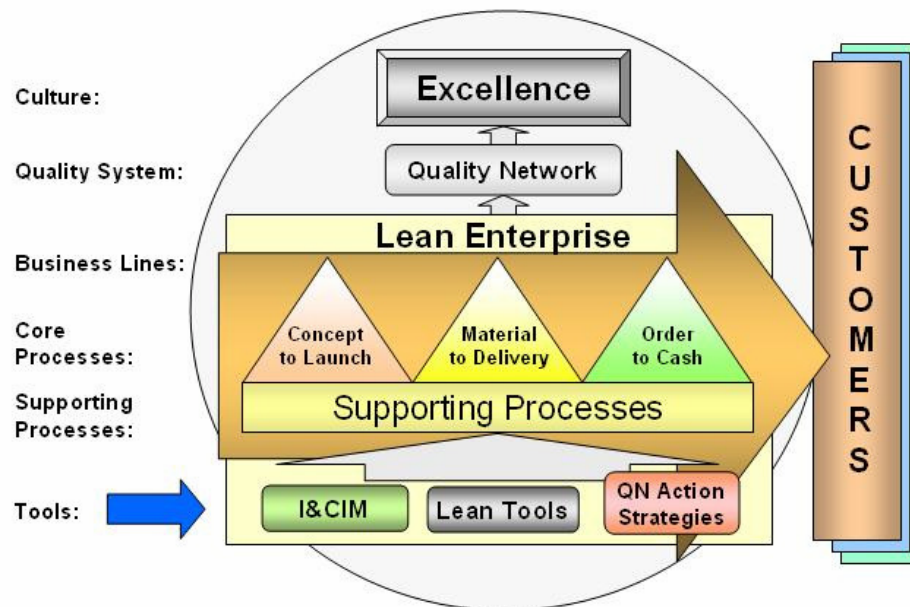 Culture:
Excellence
Quality System:
Quality Network
Lean Enterprise
Business Lines:
Core
Processes:
Concept
to Launch
Material
to Delivery
Order
to Cash
Supporting
Processes:
Supporting Processes
Tools:
I&CIM
Lean Tools
QN Action
Strategies
CUSTOMERS